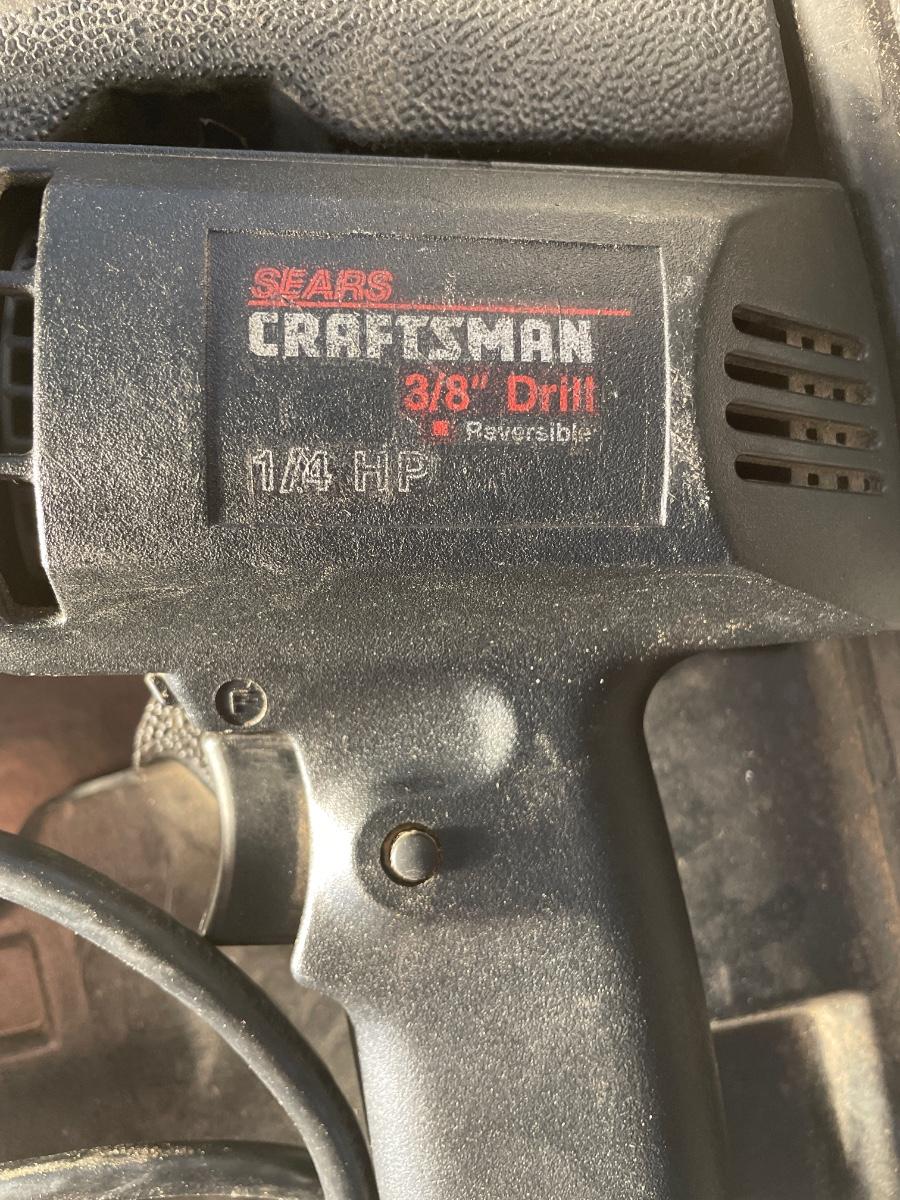 SEARS
CRAFTSMAN
3/8" Drill
Reversible
1/4 HP
F